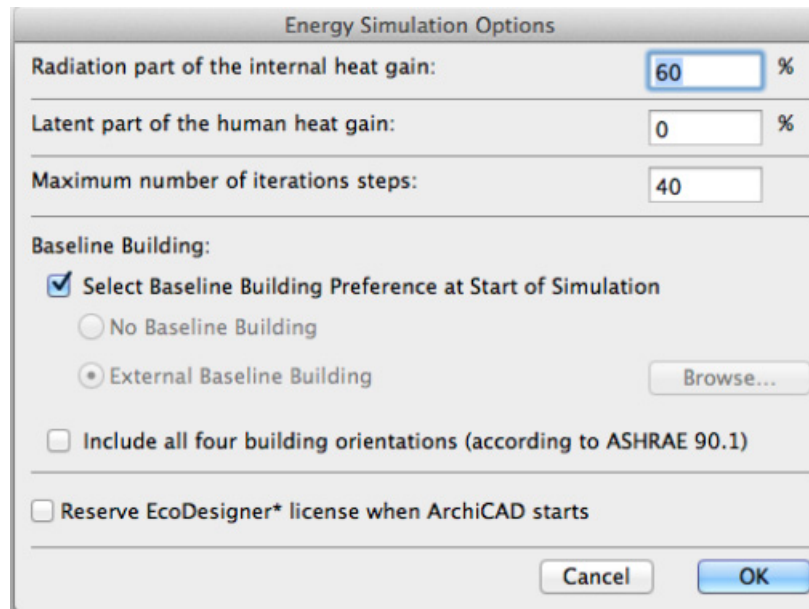 Energy Simulation Options
Radiation part of the internal heat gain: 60 %
Latent part of the human heat gain: 0 %
Maximum number of iterations steps: 40
Baseline Building:
Select Baseline Building Preference at Start of Simulation
No Baseline Building
External Baseline Building Browse...
Include all four building orientations (according to ASHRAE 90.1)
Reserve EcoDesigner* license when ArchiCAD starts
Cancel OK